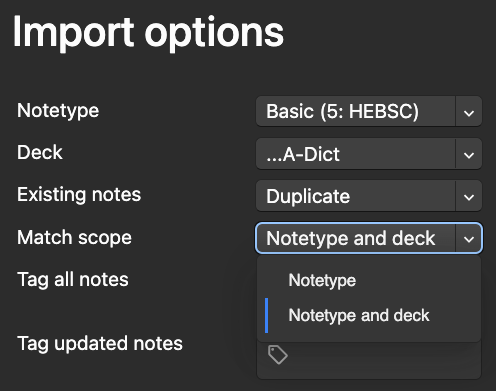 Import options
Notetype Basic (5: HEBSC)
Deck ...A-Dict
Existing notes Duplicate
Match scope Notetype and deck
Tag all notes Notetype
Notetype and deck
Tag updated notes